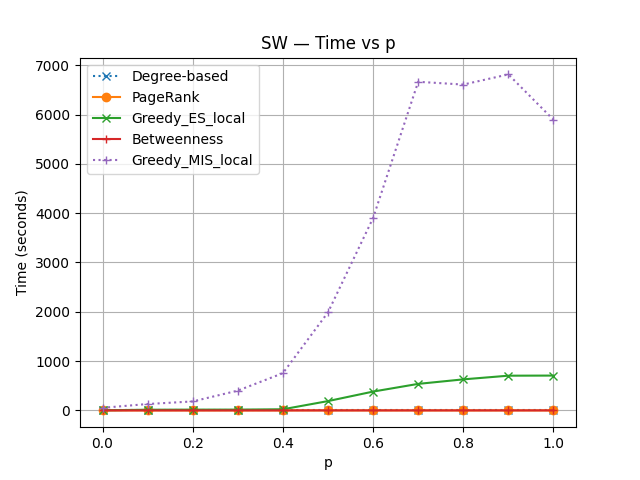 SW — Time vs p
Degree-based
PageRank
Greedy_ES_local
Betweenness
Greedy_MIS_local
Time (seconds)
7000
6000
5000
4000
3000
2000
1000
0
0.0 0.2 0.4 0.6 0.8 1.0
p